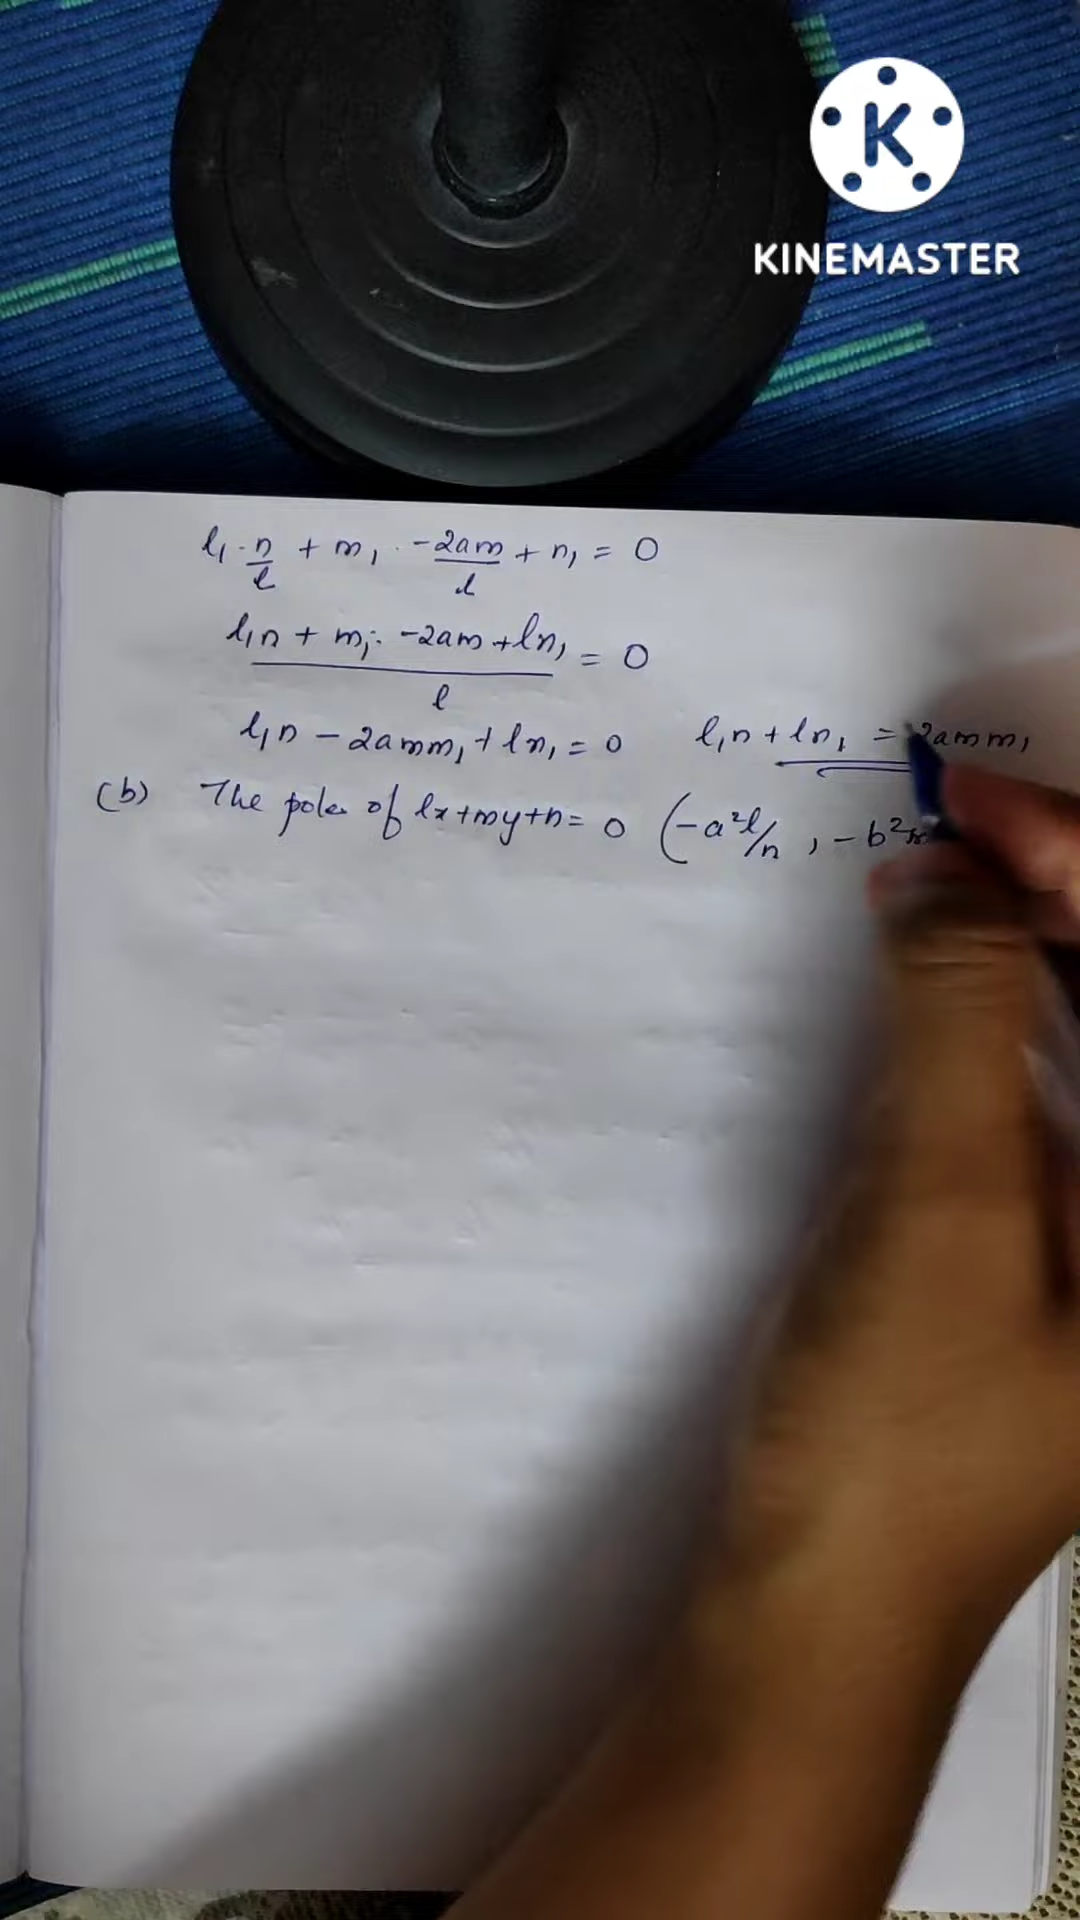 K
KINEMASTER
l₁ · n/l + m₁ · -2am/l + n₁ = 0
l₁n + m₁· -2am + ln₁ / l = 0
l₁n - 2amm₁ + ln₁ = 0 l₁n + ln₁ = 2amm₁
(b) The pole of lx+my+n = 0 (-a²l/n , -b²m